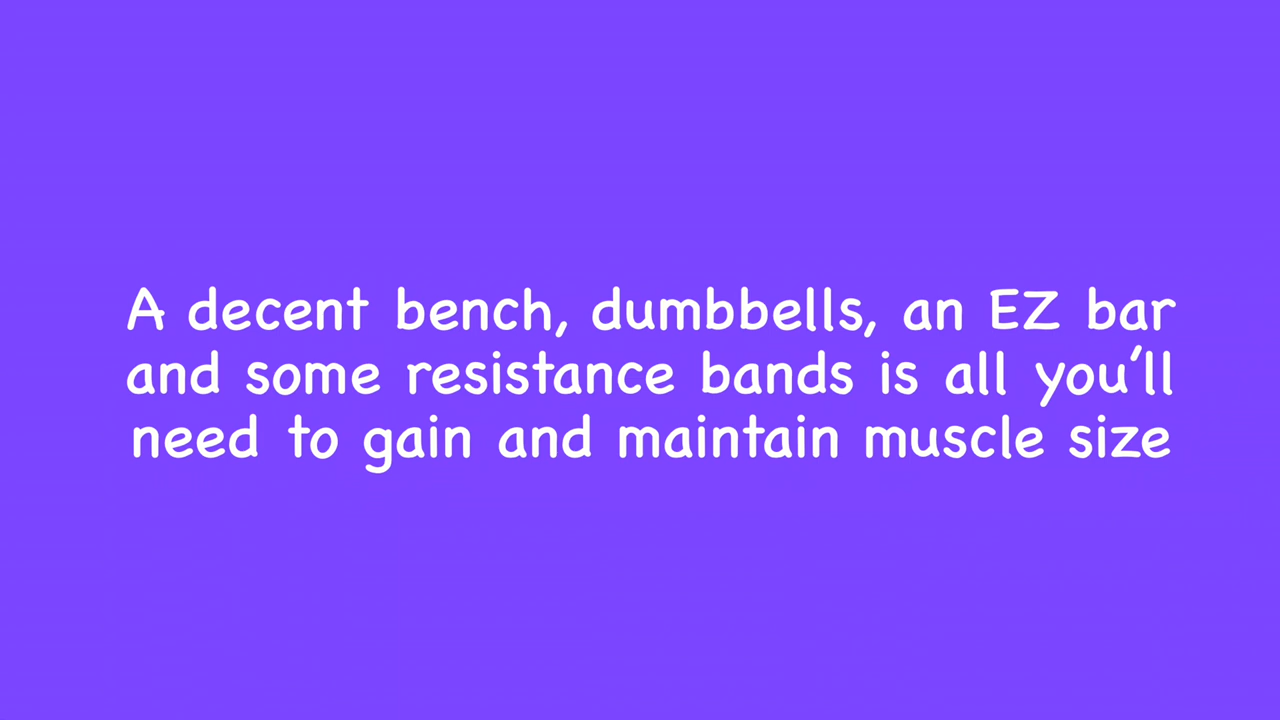 A decent bench, dumbbells, an EZ bar
and some resistance bands is all you’ll
need to gain and maintain muscle size